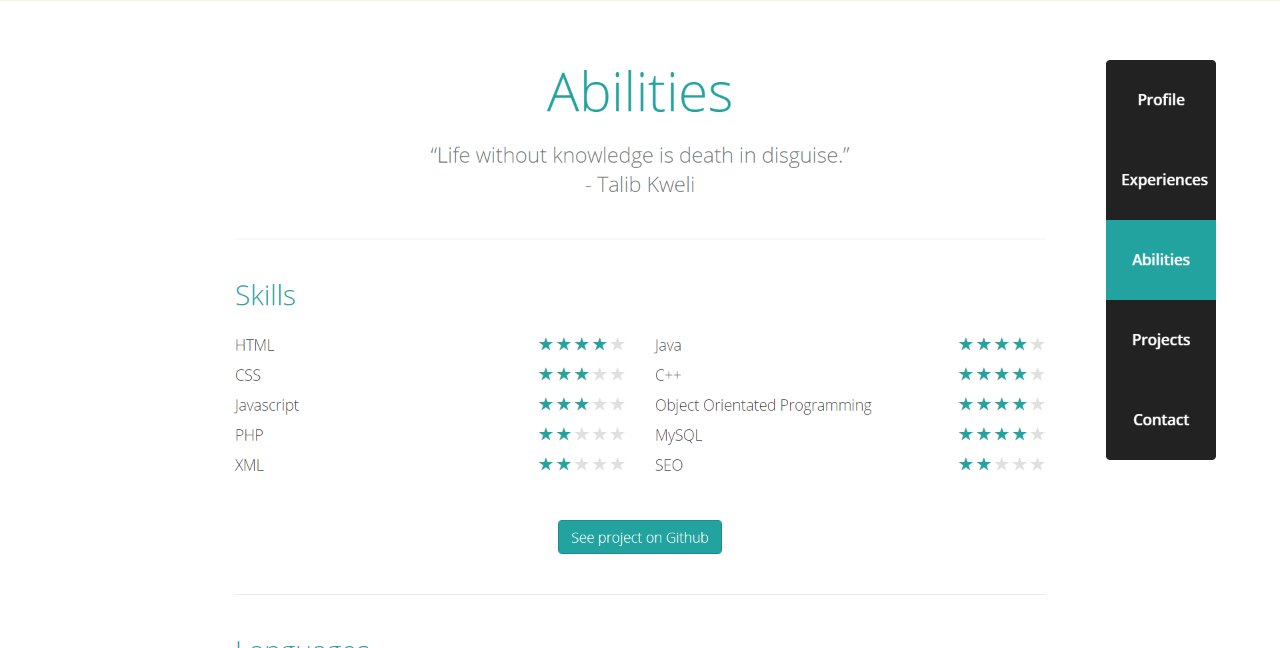 Abilities
“Life without knowledge is death in disguise.”
- Talib Kweli
Skills
HTML
CSS
Javascript
PHP
XML
Java
C++
Object Orientated Programming
MySQL
SEO
See project on Github
Languages
Profile
Experiences
Abilities
Projects
Contact